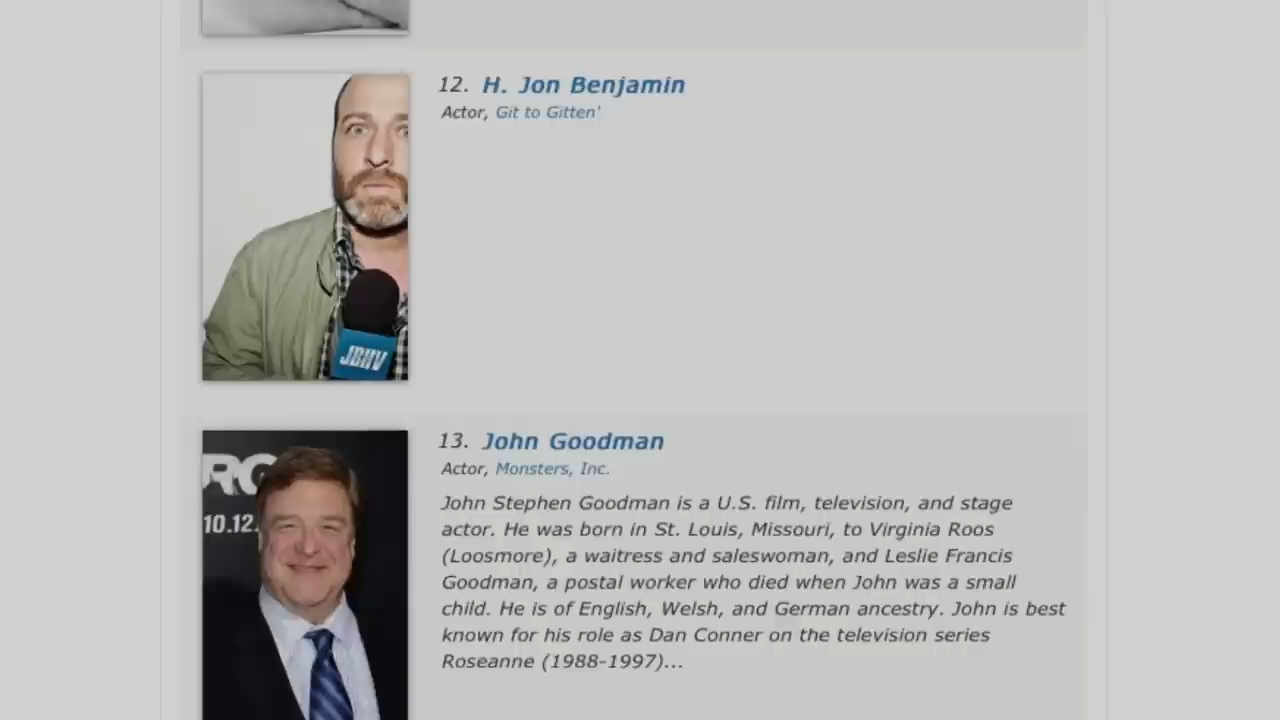 12. H. Jon Benjamin
Actor, Git to Gitten'
JBHV
13. John Goodman
Actor, Monsters, Inc.
RG
10.12.
John Stephen Goodman is a U.S. film, television, and stage
actor. He was born in St. Louis, Missouri, to Virginia Roos
(Loosmore), a waitress and saleswoman, and Leslie Francis
Goodman, a postal worker who died when John was a small
child. He is of English, Welsh, and German ancestry. John is best
known for his role as Dan Conner on the television series
Roseanne (1988-1997)...